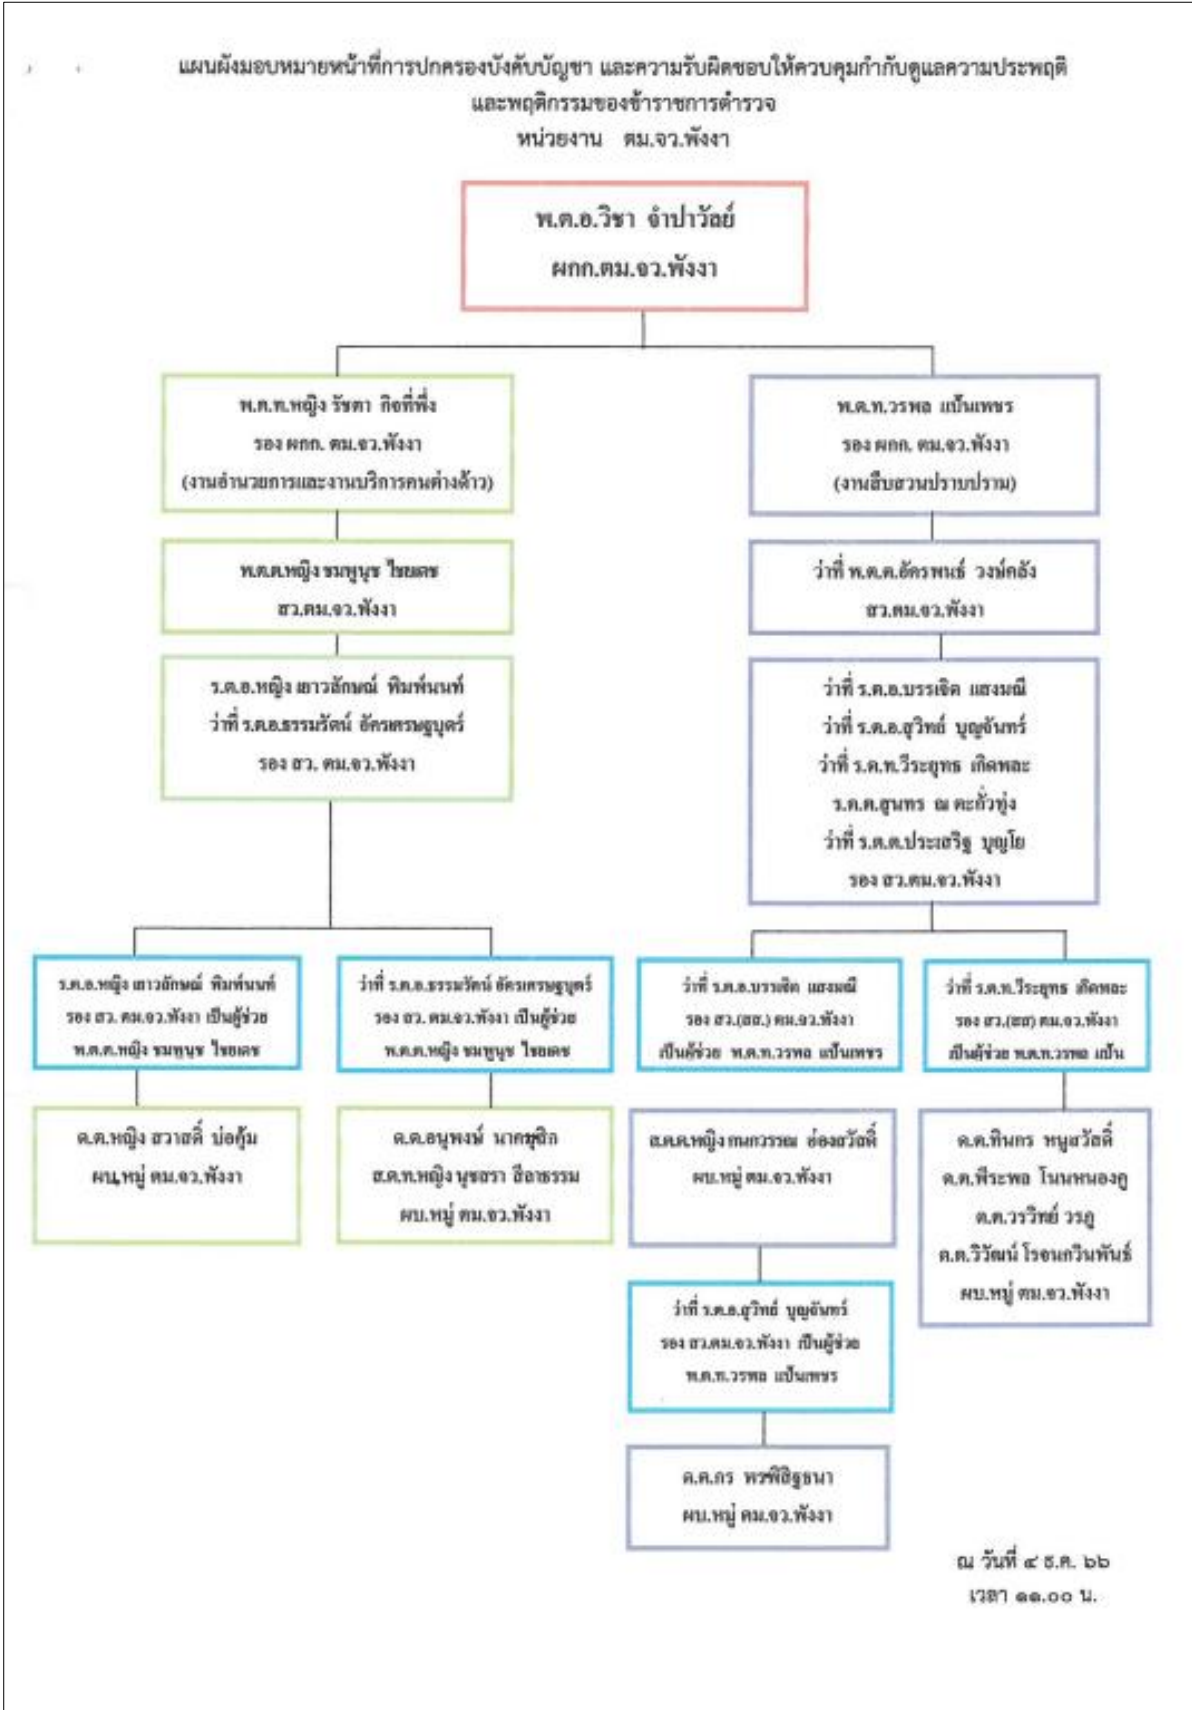 แผนผังมอบหมายหน้าที่การปกครองบังคับบัญชา และความรับผิดชอบให้ควบคุมกำกับดูแลความประพฤติ
และพฤติกรรมของข้าราชการตำรวจ
หน่วยงาน ตม.จว.พังงา
พ.ต.อ.วิชา จำปาวัลย์
ผกก.ตม.จว.พังงา
พ.ต.ท.หญิง รัชตา กิจที่พึ่ง
รอง ผกก. ตม.จว.พังงา
(งานอำนวยการและงานบริการคนต่างด้าว)
พ.ต.ท.วรพล แป้นเพชร
รอง ผกก. ตม.จว.พังงา
(งานสืบสวนปราบปราม)
พ.ต.ต.หญิง ชมพูนุช ไชยเดช
สว.ตม.จว.พังงา
ว่าที่ พ.ต.ต.อัครพนธ์ วงษ์คลัง
สว.ตม.จว.พังงา
ร.ต.อ.หญิง เยาวลักษณ์ พิมพ์นนท์
ว่าที่ ร.ต.อ.ธรรมรัตน์ อัครเศรษฐบุตร์
รอง สว. ตม.จว.พังงา
ว่าที่ ร.ต.อ.บรรเจิด แสงมณี
ว่าที่ ร.ต.อ.สุวิทย์ บุญจันทร์
ว่าที่ ร.ต.ท.วีระยุทธ เกิดพละ
ร.ต.ต.สุนทร ณ ตะกั่วทุ่ง
ว่าที่ ร.ต.ต.ประเสริฐ บุญโย
รอง สว.ตม.จว.พังงา
ร.ต.อ.หญิง เยาวลักษณ์ พิมพ์นนท์
รอง สว. ตม.จว.พังงา เป็นผู้ช่วย
พ.ต.ต.หญิง ชมพูนุช ไชยเดช
ว่าที่ ร.ต.อ.ธรรมรัตน์ อัครเศรษฐบุตร์
รอง สว. ตม.จว.พังงา เป็นผู้ช่วย
พ.ต.ต.หญิง ชมพูนุช ไชยเดช
ว่าที่ ร.ต.อ.บรรเจิด แสงมณี
รอง สว.(สส.) ตม.จว.พังงา
เป็นผู้ช่วย พ.ต.ท.วรพล แป้นเพชร
ว่าที่ ร.ต.ท.วีระยุทธ เกิดพละ
รอง สว.(สส) ตม.จว.พังงา
เป็นผู้ช่วย พ.ต.ท.วรพล แป้น
ด.ต.หญิง สวาสดิ์ บ่อกุ้ม
ผบ.หมู่ ตม.จว.พังงา
ด.ต.อนุพงษ์ นาคมุสิก
ส.ต.ท.หญิง นุชสรา สีลาธรรม
ผบ.หมู่ ตม.จว.พังงา
ส.ต.ต.หญิง กนกวรรณ อ่องสวัสดิ์
ผบ.หมู่ ตม.จว.พังงา
ด.ต.ทินกร หนูสวัสดิ์
ด.ต.พีระพล โนนหนองคู
ด.ต.วรวิทย์ วรภู
ด.ต.วิวัฒน์ โรจนกวินพันธ์
ผบ.หมู่ ตม.จว.พังงา
ว่าที่ ร.ต.อ.สุวิทย์ บุญจันทร์
รอง สว.ตม.จว.พังงา เป็นผู้ช่วย
พ.ต.ท.วรพล แป้นเพชร
ด.ต.กร พรพิสิฐธนา
ผบ.หมู่ ตม.จว.พังงา
ณ วันที่ ๔ ธ.ค. ๖๖
เวลา ๑๑.๐๐ น.